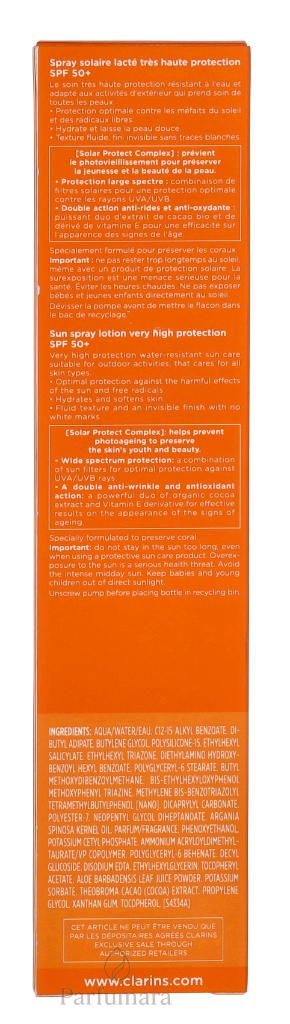 Spray solaire lacté très haute protection
SPF 50+
Le soin très haute protection résistant à l'eau et
adapté aux activités d'extérieur qui prend soin de
toutes les peaux.
• Protection optimale contre les méfaits du soleil
et des radicaux libres.
• Hydrate et laisse la peau douce.
• Texture fluide, fini invisible sans traces blanches.
[Solar Protect Complex] : prévient
le photovieillissement pour préserver
la jeunesse et la beauté de la peau.
• Protection large spectre : combinaison de
filtres solaires pour une protection optimale
contre les rayons UVA/UVB.
• Double action anti-rides et anti-oxydante :
puissant duo d'extrait de cacao bio et de
dérivé de vitamine E pour une efficacité sur
l'apparence des signes de l'âge.
Spécialement formulé pour préserver les coraux.
Important : ne pas rester trop longtemps au soleil,
même avec un produit de protection solaire. La
surexposition est une menace sérieuse pour la
santé. Éviter les heures chaudes. Ne pas exposer
bébés et jeunes enfants directement au soleil.
Dévisser la pompe avant de mettre le flacon dans
le bac de recyclage.
Sun spray lotion very high protection
SPF 50+
Very high protection water-resistant sun care
suitable for outdoor activities, that cares for all
skin types.
• Optimal protection against the harmful effects
of the sun and free radicals.
• Hydrates and softens skin.
• Fluid texture and an invisible finish with no
white marks.
[Solar Protect Complex]: helps prevent
photoageing to preserve
the skin's youth and beauty.
• Wide spectrum protection: a combination
of sun filters for optimal protection against
UVA/UVB rays.
• A double anti-wrinkle and antioxidant
action: a powerful duo of organic cocoa
extract and Vitamin E derivative for effective
results on the appearance of the signs of
ageing.
Specially formulated to preserve coral.
Important: do not stay in the sun too long, even
when using a protective sun care product. Overex-
posure to the sun is a serious health threat. Avoid
the intense midday sun. Keep babies and young
children out of direct sunlight.
Unscrew pump before placing bottle in recycling bin.
INGREDIENTS: AQUA/WATER/EAU. C12-15 ALKYL BENZOATE. DI-
BUTYL ADIPATE. BUTYLENE GLYCOL. POLYSILICONE-15. ETHYLHEXYL
SALICYLATE. ETHYLHEXYL TRIAZONE. DIETHYLAMINO HYDROXY-
BENZOYL HEXYL BENZOATE. POLYGLYCERYL-6 STEARATE. BUTYL
METHOXYDIBENZOYLMETHANE. BIS-ETHYLHEXYLOXYPHENOL
METHOXYPHENYL TRIAZINE. METHYLENE BIS-BENZOTRIAZOLYL
TETRAMETHYLBUTYLPHENOL [NANO]. DICAPRYLYL CARBONATE.
POLYESTER-7. NEOPENTYL GLYCOL DIHEPTANOATE. ARGANIA
SPINOSA KERNEL OIL. PARFUM/FRAGRANCE. PHENOXYETHANOL.
POTASSIUM CETYL PHOSPHATE. AMMONIUM ACRYLOYLDIMETHYL-
TAURATE/VP COPOLYMER. POLYGLYCERYL-6 BEHENATE. DECYL
GLUCOSIDE. DISODIUM EDTA. ETHYLHEXYLGLYCERIN. TOCOPHERYL
ACETATE. ALOE BARBADENSIS LEAF JUICE POWDER. POTASSIUM
SORBATE. THEOBROMA CACAO (COCOA) EXTRACT. PROPYLENE
GLYCOL. XANTHAN GUM. TOCOPHEROL. [S4334A]
CET ARTICLE NE PEUT ÊTRE VENDU QUE
PAR LES DÉPOSITAIRES AGRÉÉS CLARINS
EXCLUSIVE SALE THROUGH
AUTHORIZED RETAILERS
www.clarins.com
Parfumara